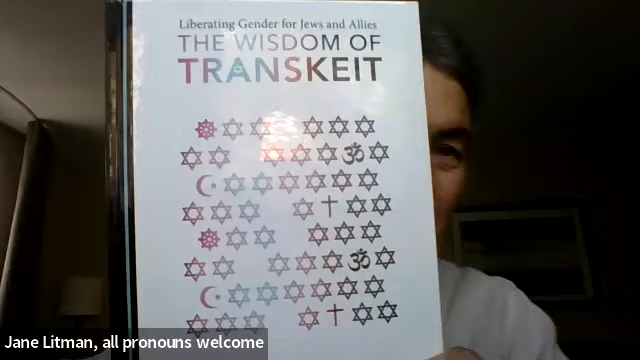 Liberating Gender for Jews and Allies
THE WISDOM OF
TRANSKEIT
Jane Litman, all pronouns welcome